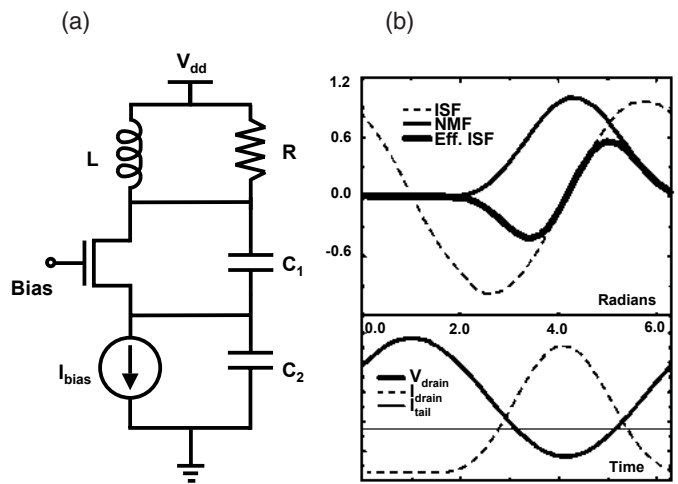 (a)
V_dd
L
R
Bias
C_1
C_2
I_bias
(b)
1.2
0.6
0.0
-0.6
ISF
NMF
Eff. ISF
Radians
0.0 2.0 4.0 6.0
V_drain
I_drain
I_tail
Time